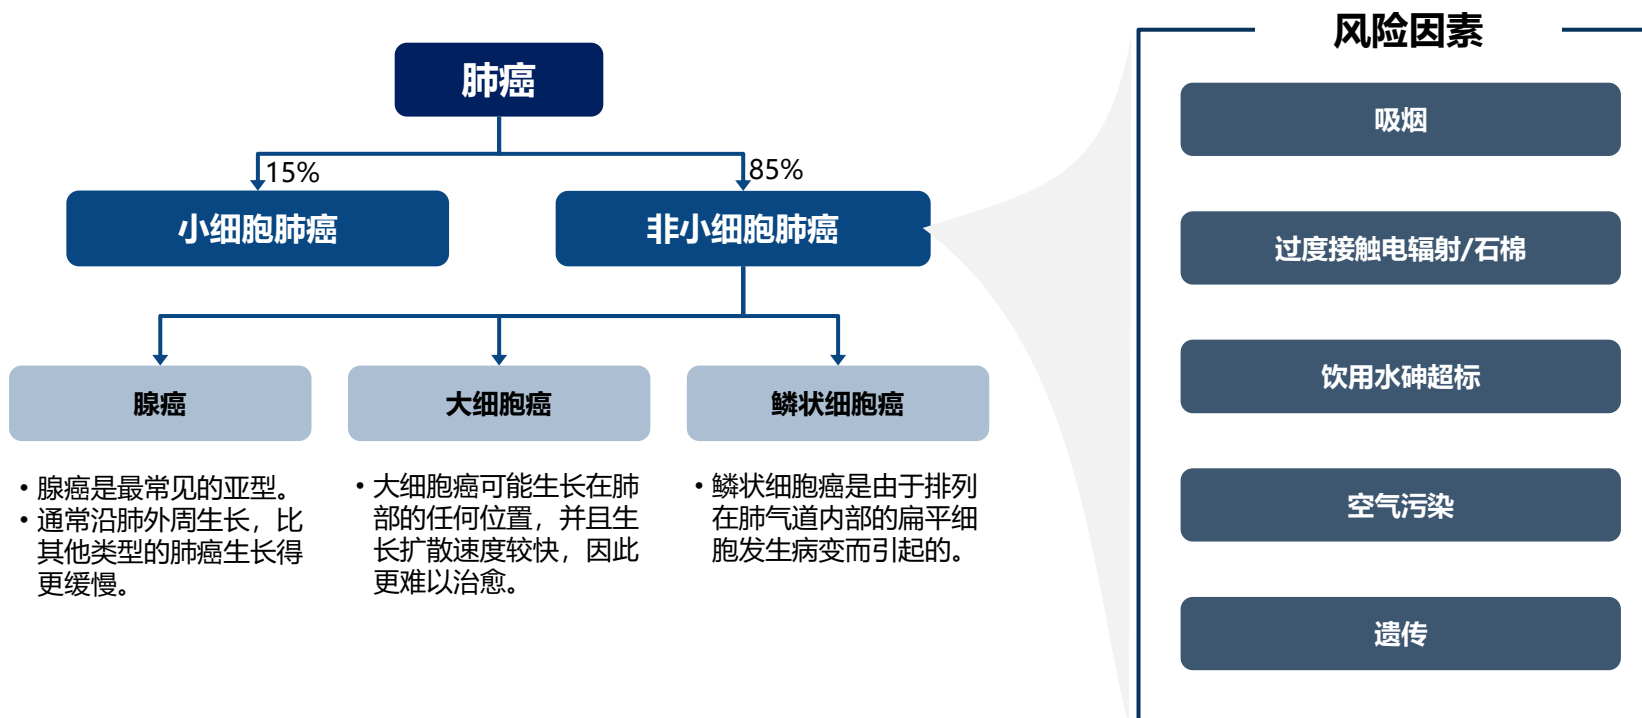 肺癌
15%
85%
小细胞肺癌
非小细胞肺癌
腺癌
大细胞癌
鳞状细胞癌
• 腺癌是最常见的亚型。
• 通常沿肺外周生长，比
其他类型的肺癌生长得
更缓慢。
• 大细胞癌可能生长在肺
部的任何位置，并且生
长扩散速度较快，因此
更难以治愈。
• 鳞状细胞癌是由于排列
在肺气道内部的扁平细
胞发生病变而引起的。
风险因素
吸烟
过度接触电辐射/石棉
饮用水砷超标
空气污染
遗传